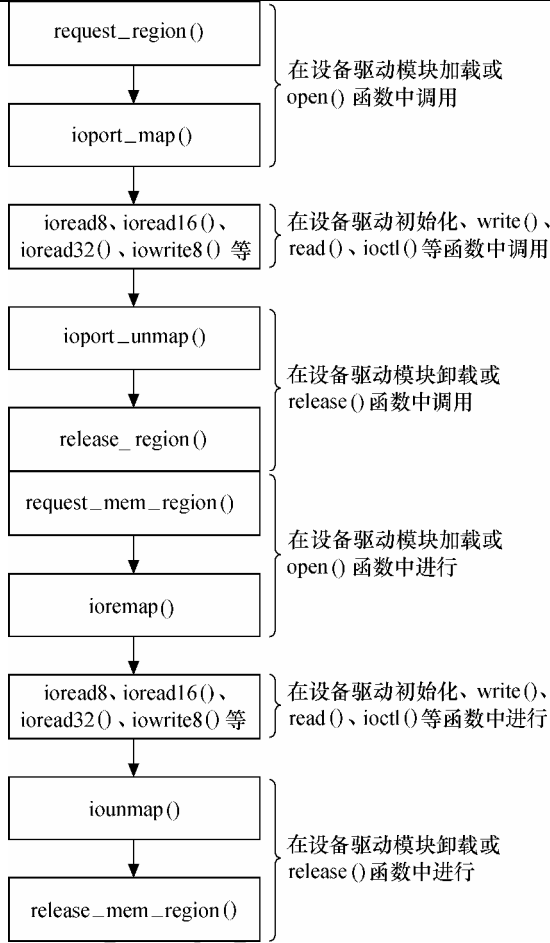 request_region()
在设备驱动模块加载或
open()函数中调用
ioport_map()
ioread8、ioread16()、
ioread32()、iowrite8()等
在设备驱动初始化、write()、
read()、ioctl()等函数中调用
ioport_unmap()
在设备驱动模块卸载或
release()函数中调用
release_region()
request_mem_region()
在设备驱动模块加载或
open()函数中进行
ioremap()
ioread8、ioread16()、
ioread32()、iowrite8()等
在设备驱动初始化、write()、
read()、ioctl()等函数中进行
iounmap()
在设备驱动模块卸载或
release()函数中进行
release_mem_region()